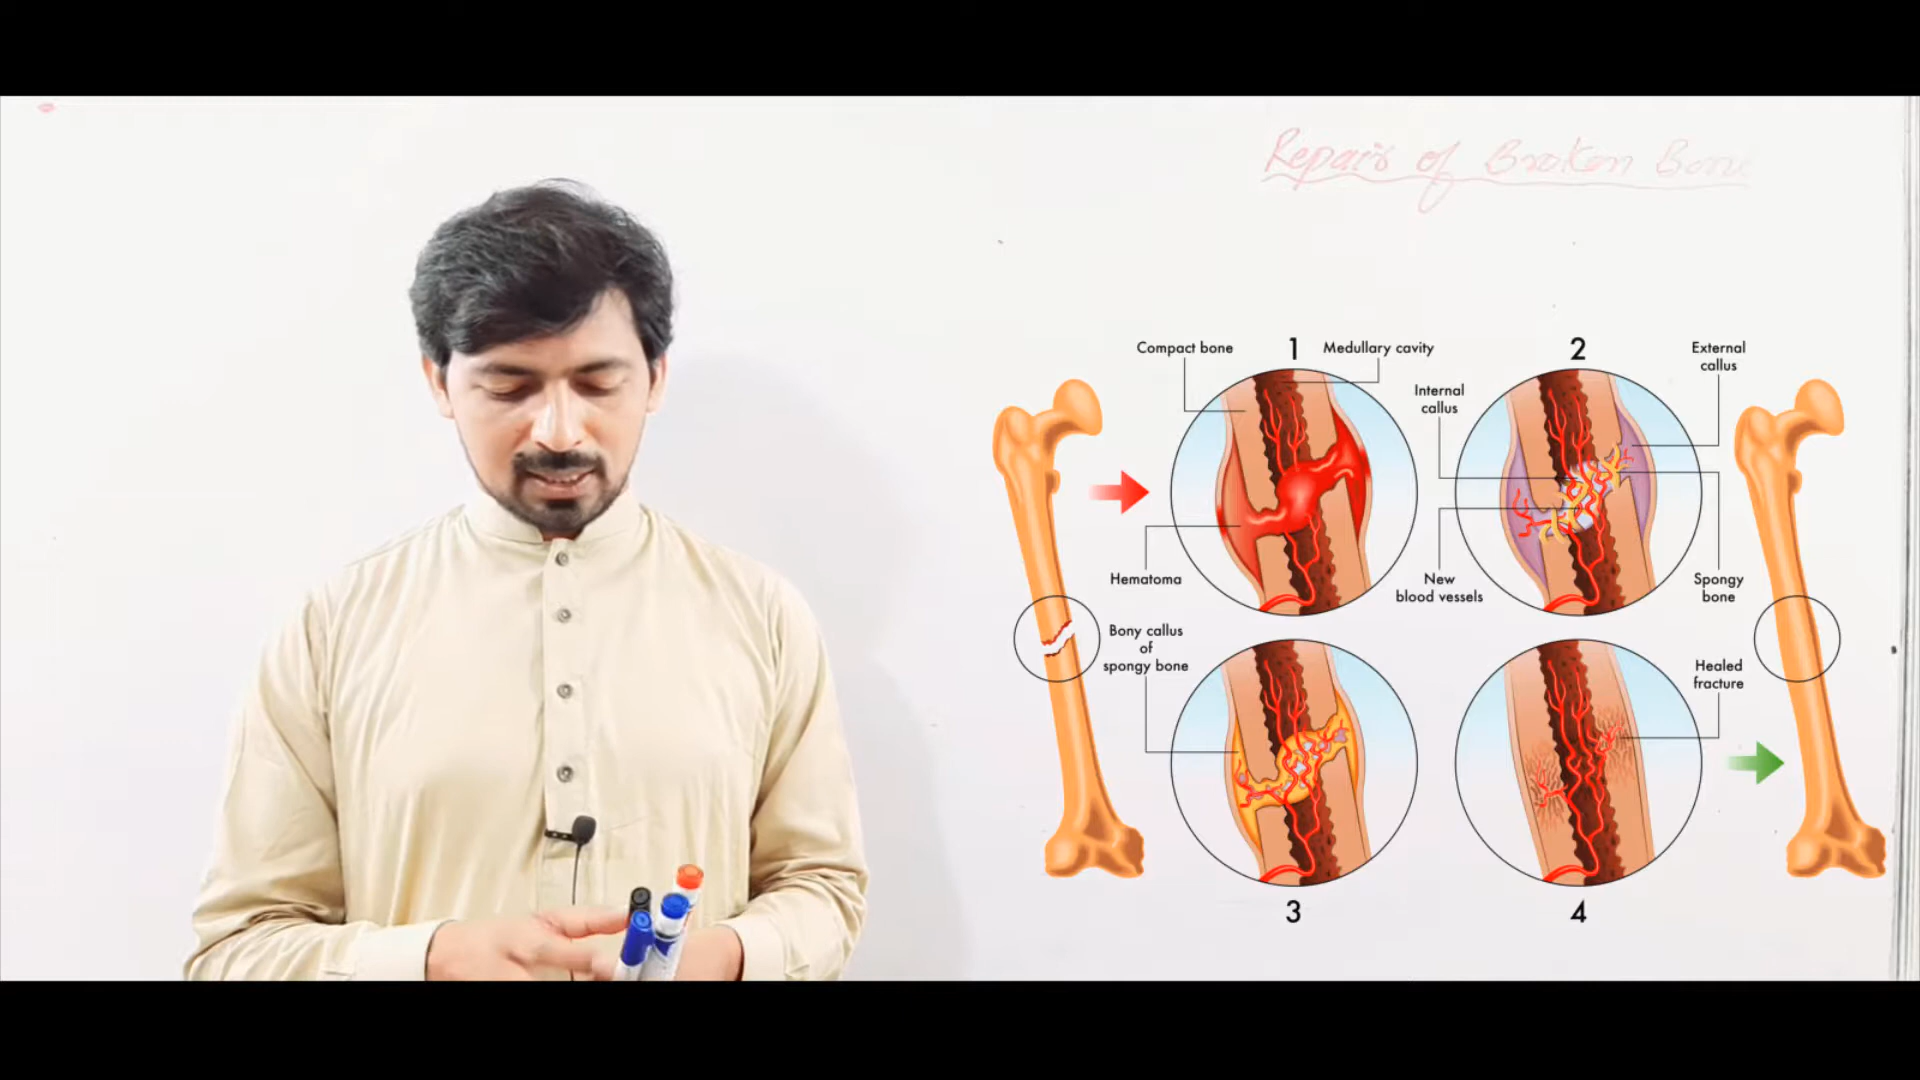 Repair of Broken Bone
1
2
Compact bone
Medullary cavity
External
callus
Internal
callus
Hematoma
New
blood vessels
Spongy
bone
Bony callus
of
spongy bone
Healed
fracture
3
4